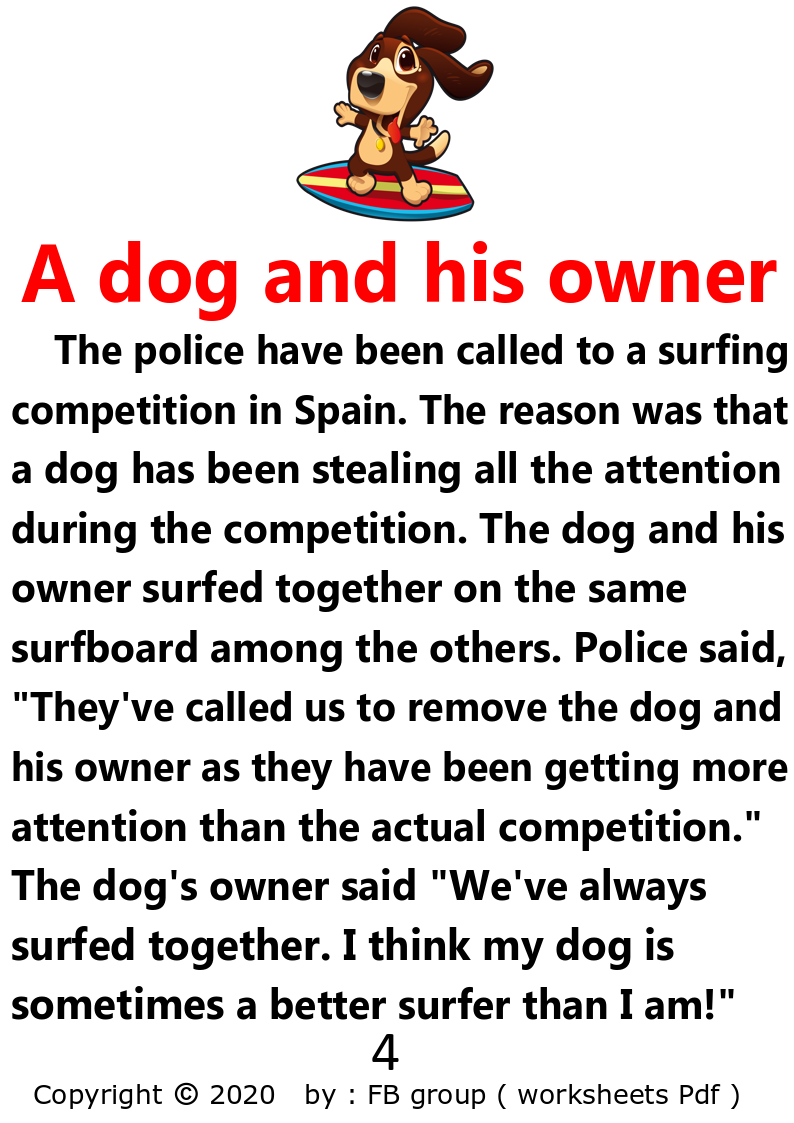 A dog and his owner
The police have been called to a surfing
competition in Spain. The reason was that
a dog has been stealing all the attention
during the competition. The dog and his
owner surfed together on the same
surfboard among the others. Police said,
"They've called us to remove the dog and
his owner as they have been getting more
attention than the actual competition."
The dog's owner said "We've always
surfed together. I think my dog is
sometimes a better surfer than I am!"
4
Copyright © 2020 by : FB group ( worksheets Pdf )